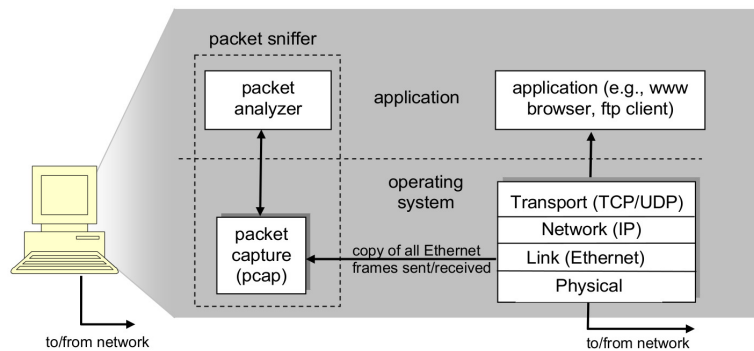 packet sniffer
packet
analyzer
application
application (e.g., www
browser, ftp client)
operating
system
packet
capture
(pcap)
copy of all Ethernet
frames sent/received
Transport (TCP/UDP)
Network (IP)
Link (Ethernet)
Physical
to/from network
to/from network